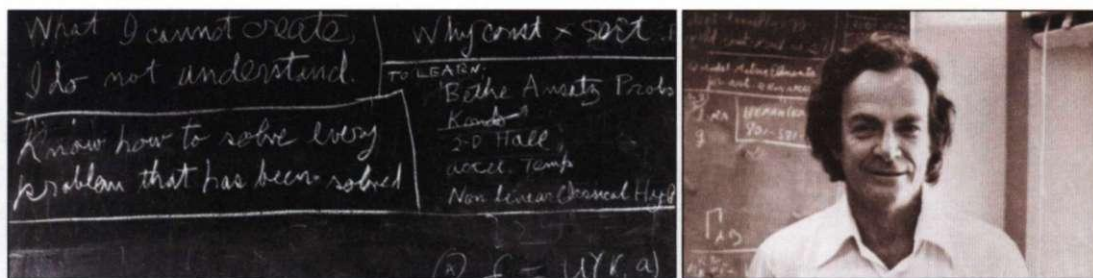 What I cannot create,
I do not understand.
Know how to solve every
problem that has been solved
Why const × sect
TO LEARN:
Bethe Ansatz Probs
Kondo
2-D Hall
accel. Temp
Non Linear Classical Hydro